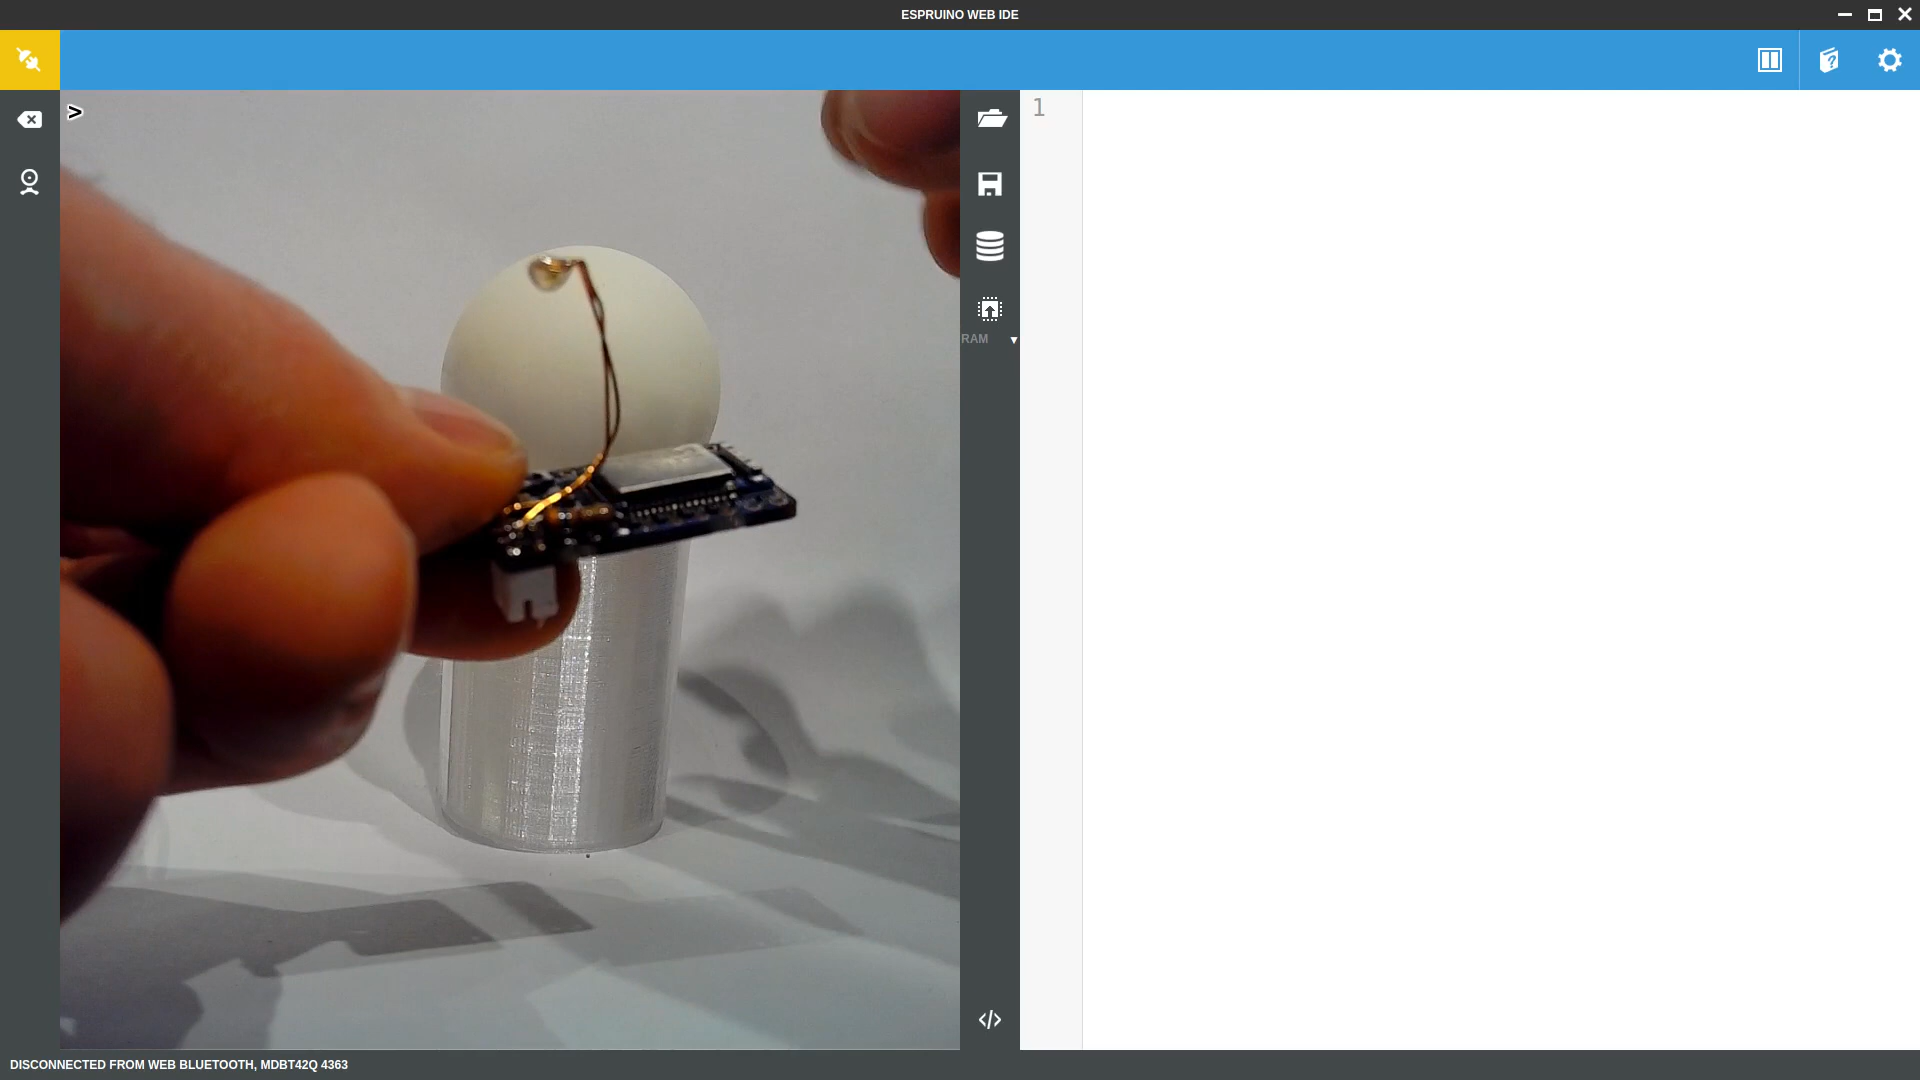 ESPRUINO WEB IDE
>
1
RAM ▼
DISCONNECTED FROM WEB BLUETOOTH, MDBT42Q 4363